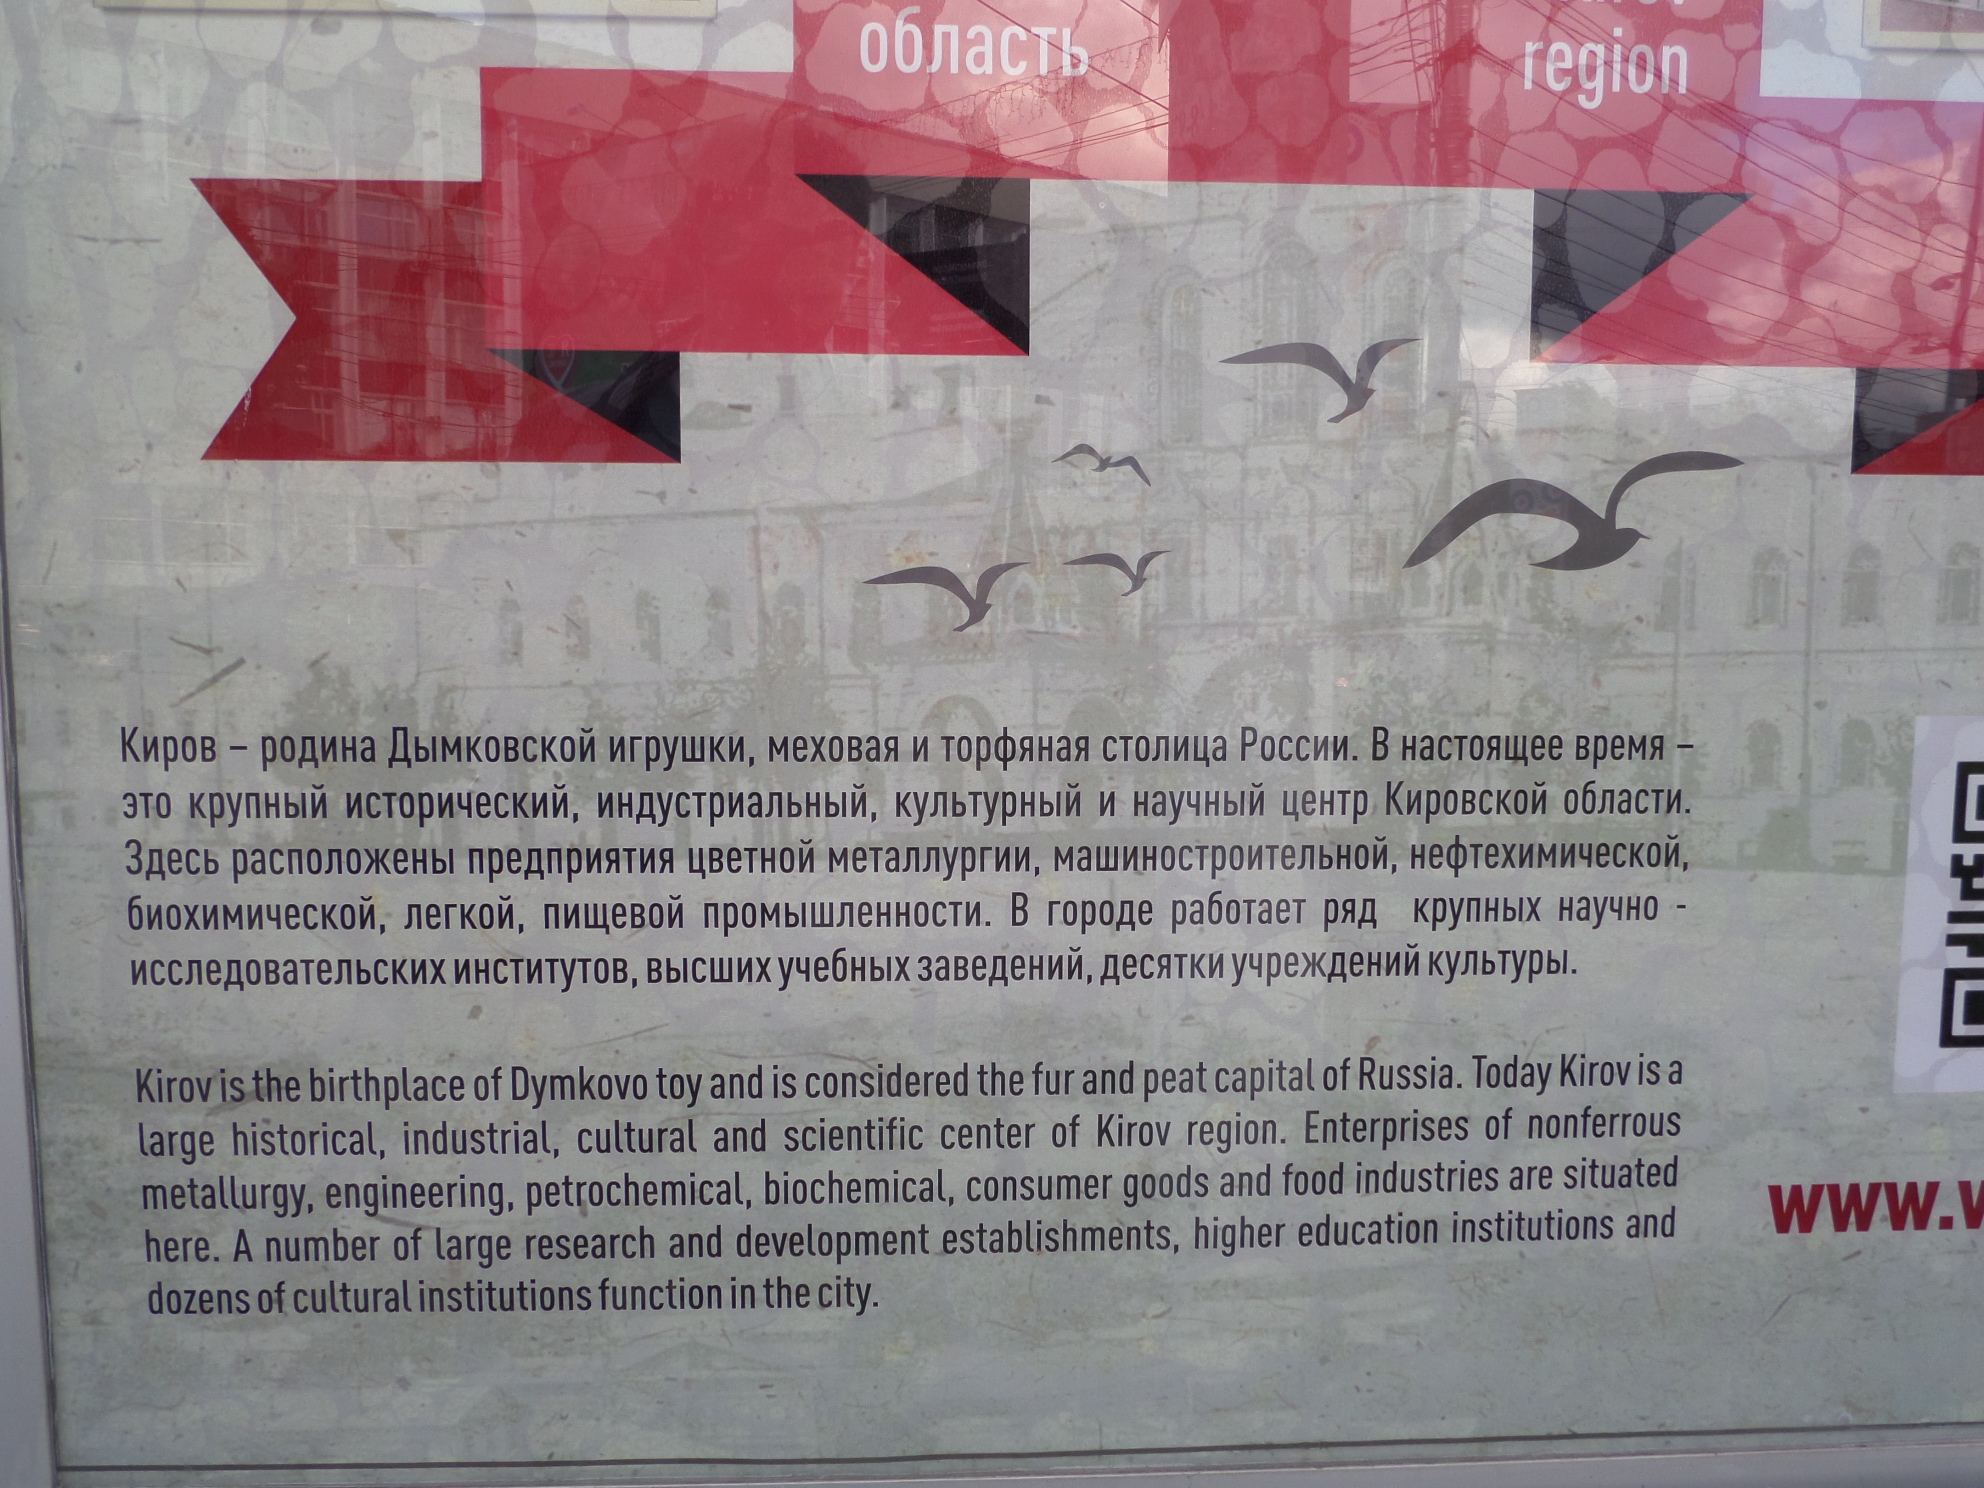 область
region
Киров – родина Дымковской игрушки, меховая и торфяная столица России. В настоящее время –
это крупный исторический, индустриальный, культурный и научный центр Кировской области.
Здесь расположены предприятия цветной металлургии, машиностроительной, нефтехимической,
биохимической, легкой, пищевой промышленности. В городе работает ряд крупных научно -
исследовательских институтов, высших учебных заведений, десятки учреждений культуры.
Kirov is the birthplace of Dymkovo toy and is considered the fur and peat capital of Russia. Today Kirov is a
large historical, industrial, cultural and scientific center of Kirov region. Enterprises of nonferrous
metallurgy, engineering, petrochemical, biochemical, consumer goods and food industries are situated
here. A number of large research and development establishments, higher education institutions and
dozens of cultural institutions function in the city.
www.